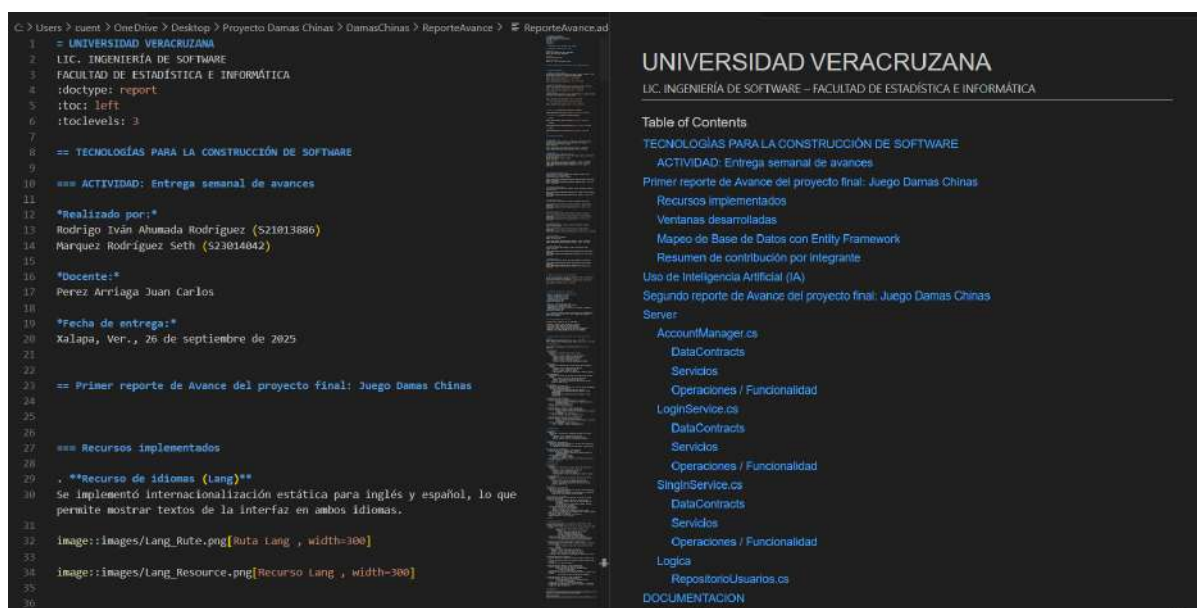 C: > Users > cuent > OneDrive > Desktop > Proyecto Damas Chinas > DamasChinas > ReporteAvance > ReporteAvance.ad
1 = UNIVERSIDAD VERACRUZANA
2 LIC. INGENIERÍA DE SOFTWARE
3 FACULTAD DE ESTADÍSTICA E INFORMÁTICA
4 :doctype: report
5 :toc: left
6 :toclevels: 3
7
8 == TECNOLOGÍAS PARA LA CONSTRUCCIÓN DE SOFTWARE
9
10 === ACTIVIDAD: Entrega semanal de avances
11
12 *Realizado por:*
13 Rodrigo Iván Ahumada Rodríguez (S21013886)
14 Marquez Rodríguez Seth (S23014042)
15
16 *Docente:*
17 Perez Arriaga Juan Carlos
18
19 *Fecha de entrega:*
20 Xalapa, Ver., 26 de septiembre de 2025
21
22
23 == Primer reporte de Avance del proyecto final: Juego Damas Chinas
24
25
26
27 === Recursos implementados
28
29 . **Recurso de idiomas (Lang)**
30 Se implementó internacionalización estática para inglés y español, lo que
permite mostrar textos de la interfaz en ambos idiomas.
31
32 image::images/Lang_Rute.png[Ruta Lang , width=300]
33
34 image::images/Lang_Resource.png[Recurso Lang , width=300]
35
36
UNIVERSIDAD VERACRUZANA
LIC. INGENIERÍA DE SOFTWARE – FACULTAD DE ESTADÍSTICA E INFORMÁTICA
Table of Contents
TECNOLOGÍAS PARA LA CONSTRUCCIÓN DE SOFTWARE
ACTIVIDAD: Entrega semanal de avances
Primer reporte de Avance del proyecto final: Juego Damas Chinas
Recursos implementados
Ventanas desarrolladas
Mapeo de Base de Datos con Entity Framework
Resumen de contribución por integrante
Uso de Inteligencia Artificial (IA)
Segundo reporte de Avance del proyecto final: Juego Damas Chinas
Server
AccountManager.cs
DataContracts
Servicios
Operaciones / Funcionalidad
LoginService.cs
DataContracts
Servicios
Operaciones / Funcionalidad
SingInService.cs
DataContracts
Servicios
Operaciones / Funcionalidad
Logica
RepositorioUsuarios.cs
DOCUMENTACION